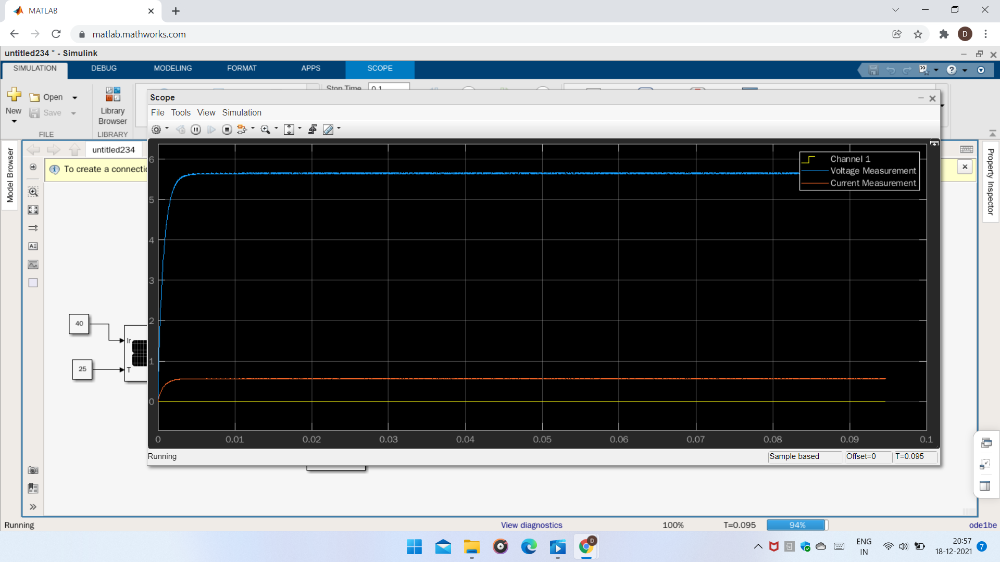 MATLAB
matlab.mathworks.com
D
untitled234 * - Simulink
SIMULATION DEBUG MODELING FORMAT APPS SCOPE
Stop Time 0.1
New
Open
Save
FILE
Library
Browser
LIBRARY
Scope
File Tools View Simulation
Model Browser
untitled234
To create a connecti
Property Inspector
40
25
Ir
T
Channel 1
Voltage Measurement
Current Measurement
6
5
4
3
2
1
0
0 0.01 0.02 0.03 0.04 0.05 0.06 0.07 0.08 0.09 0.1
Running Sample based Offset=0 T=0.095
Running View diagnostics 100% T=0.095 94% ode1be
D
ENG
IN
20:57
18-12-2021
7